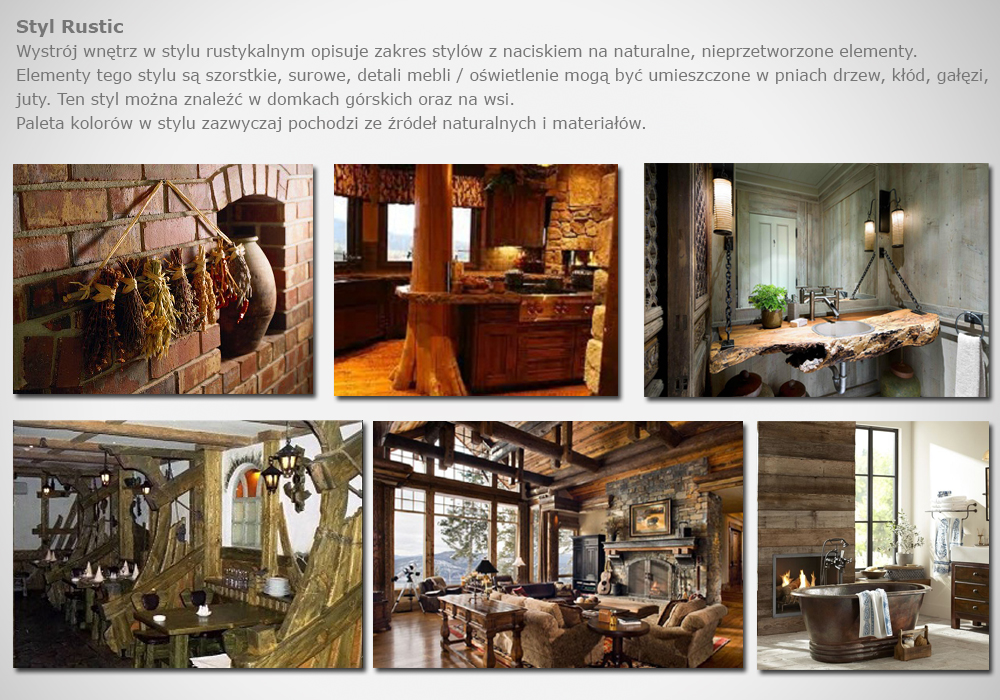 Styl Rustic
Wystrój wnętrz w stylu rustykalnym opisuje zakres stylów z naciskiem na naturalne, nieprzetworzone elementy.
Elementy tego stylu są szorstkie, surowe, detali mebli / oświetlenie mogą być umieszczone w pniach drzew, kłód, gałęzi,
juty. Ten styl można znaleźć w domkach górskich oraz na wsi.
Paleta kolorów w stylu zazwyczaj pochodzi ze źródeł naturalnych i materiałów.